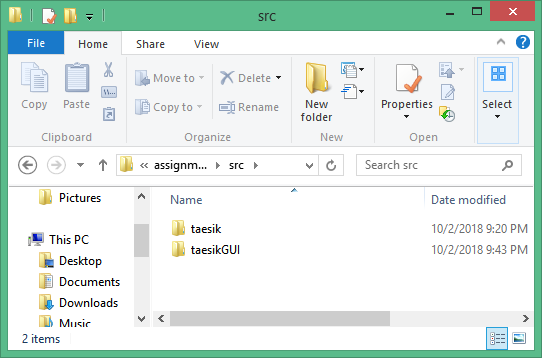 src
File Home Share View
Copy Paste Move to Copy to Delete Rename New folder Properties Select
Clipboard Organize New Open
« assignm... src Search src
Pictures
This PC
Desktop
Documents
Downloads
Music
Name Date modified
taesik 10/2/2018 9:20 PM
taesikGUI 10/2/2018 9:43 PM
2 items